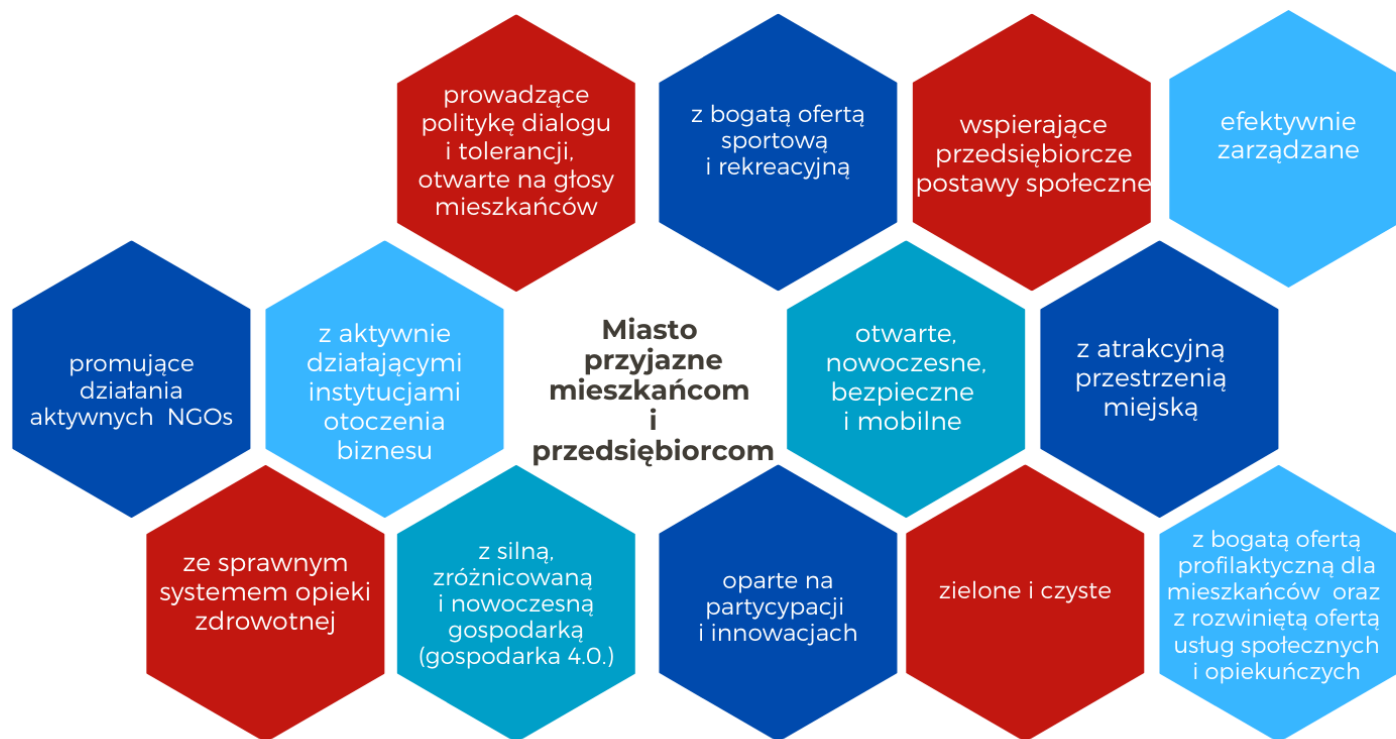 prowadzące
politykę dialogu
i tolerancji,
otwarte na głosy
mieszkańców
z bogatą ofertą
sportową
i rekreacyjną
wspierające
przedsiębiorcze
postawy społeczne
efektywnie
zarządzane
promujące
działania
aktywnych NGOs
z aktywnie
działającymi
instytucjami
otoczenia
biznesu
Miasto
przyjazne
mieszkańcom
i
przedsiębiorcom
otwarte,
nowoczesne,
bezpieczne
i mobilne
z atrakcyjną
przestrzenią
miejską
ze sprawnym
systemem opieki
zdrowotnej
z silną,
zróżnicowaną
i nowoczesną
gospodarką
(gospodarka 4.0.)
oparte na
partycypacji
i innowacjach
zielone i czyste
z bogatą ofertą
profilaktyczną dla
mieszkańców oraz
z rozwiniętą ofertą
usług społecznych
i opiekuńczych